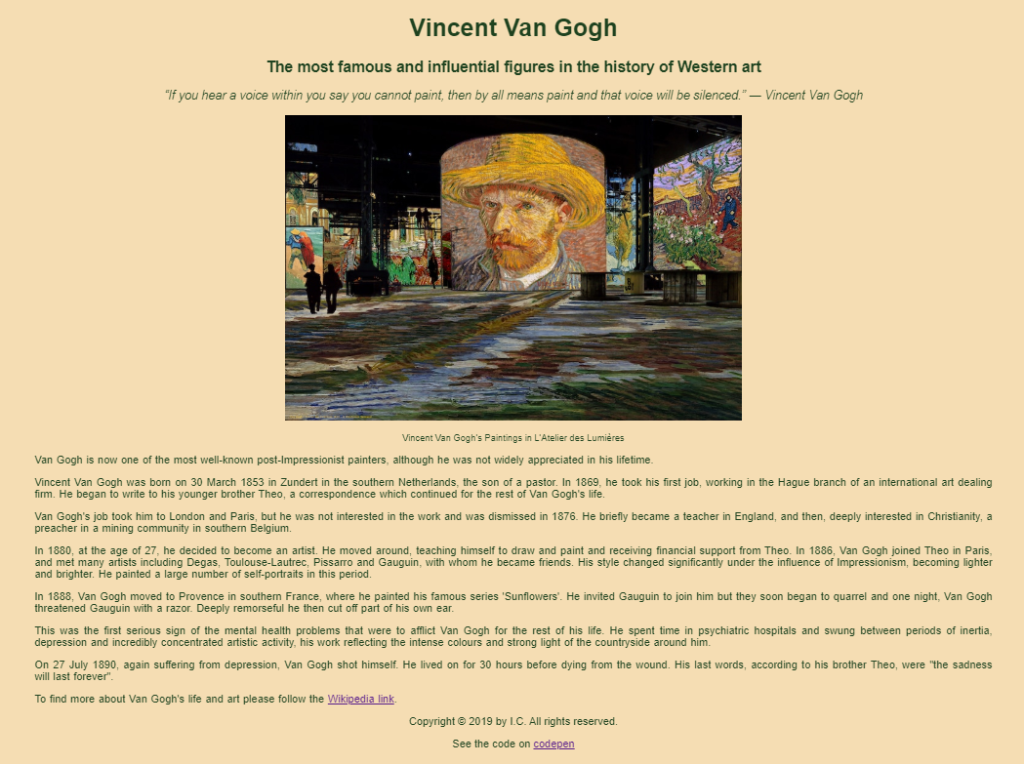 Vincent Van Gogh
The most famous and influential figures in the history of Western art
"If you hear a voice within you say you cannot paint, then by all means paint and that voice will be silenced." — Vincent Van Gogh
Vincent Van Gogh's Paintings in L'Atelier des Lumiéres
Van Gogh is now one of the most well-known post-Impressionist painters, although he was not widely appreciated in his lifetime.
Vincent Van Gogh was born on 30 March 1853 in Zundert in the southern Netherlands, the son of a pastor. In 1869, he took his first job, working in the Hague branch of an international art dealing
firm. He began to write to his younger brother Theo, a correspondence which continued for the rest of Van Gogh's life.
Van Gogh's job took him to London and Paris, but he was not interested in the work and was dismissed in 1876. He briefly became a teacher in England, and then, deeply interested in Christianity, a
preacher in a mining community in southern Belgium.
In 1880, at the age of 27, he decided to become an artist. He moved around, teaching himself to draw and paint and receiving financial support from Theo. In 1886, Van Gogh joined Theo in Paris,
and met many artists including Degas, Toulouse-Lautrec, Pissarro and Gauguin, with whom he became friends. His style changed significantly under the influence of Impressionism, becoming lighter
and brighter. He painted a large number of self-portraits in this period.
In 1888, Van Gogh moved to Provence in southern France, where he painted his famous series 'Sunflowers'. He invited Gauguin to join him but they soon began to quarrel and one night, Van Gogh
threatened Gauguin with a razor. Deeply remorseful he then cut off part of his own ear.
This was the first serious sign of the mental health problems that were to afflict Van Gogh for the rest of his life. He spent time in psychiatric hospitals and swung between periods of inertia,
depression and incredibly concentrated artistic activity, his work reflecting the intense colours and strong light of the countryside around him.
On 27 July 1890, again suffering from depression, Van Gogh shot himself. He lived on for 30 hours before dying from the wound. His last words, according to his brother Theo, were "the sadness
will last forever".
To find more about Van Gogh's life and art please follow the Wikipedia link.
Copyright © 2019 by I.C. All rights reserved.
See the code on codepen